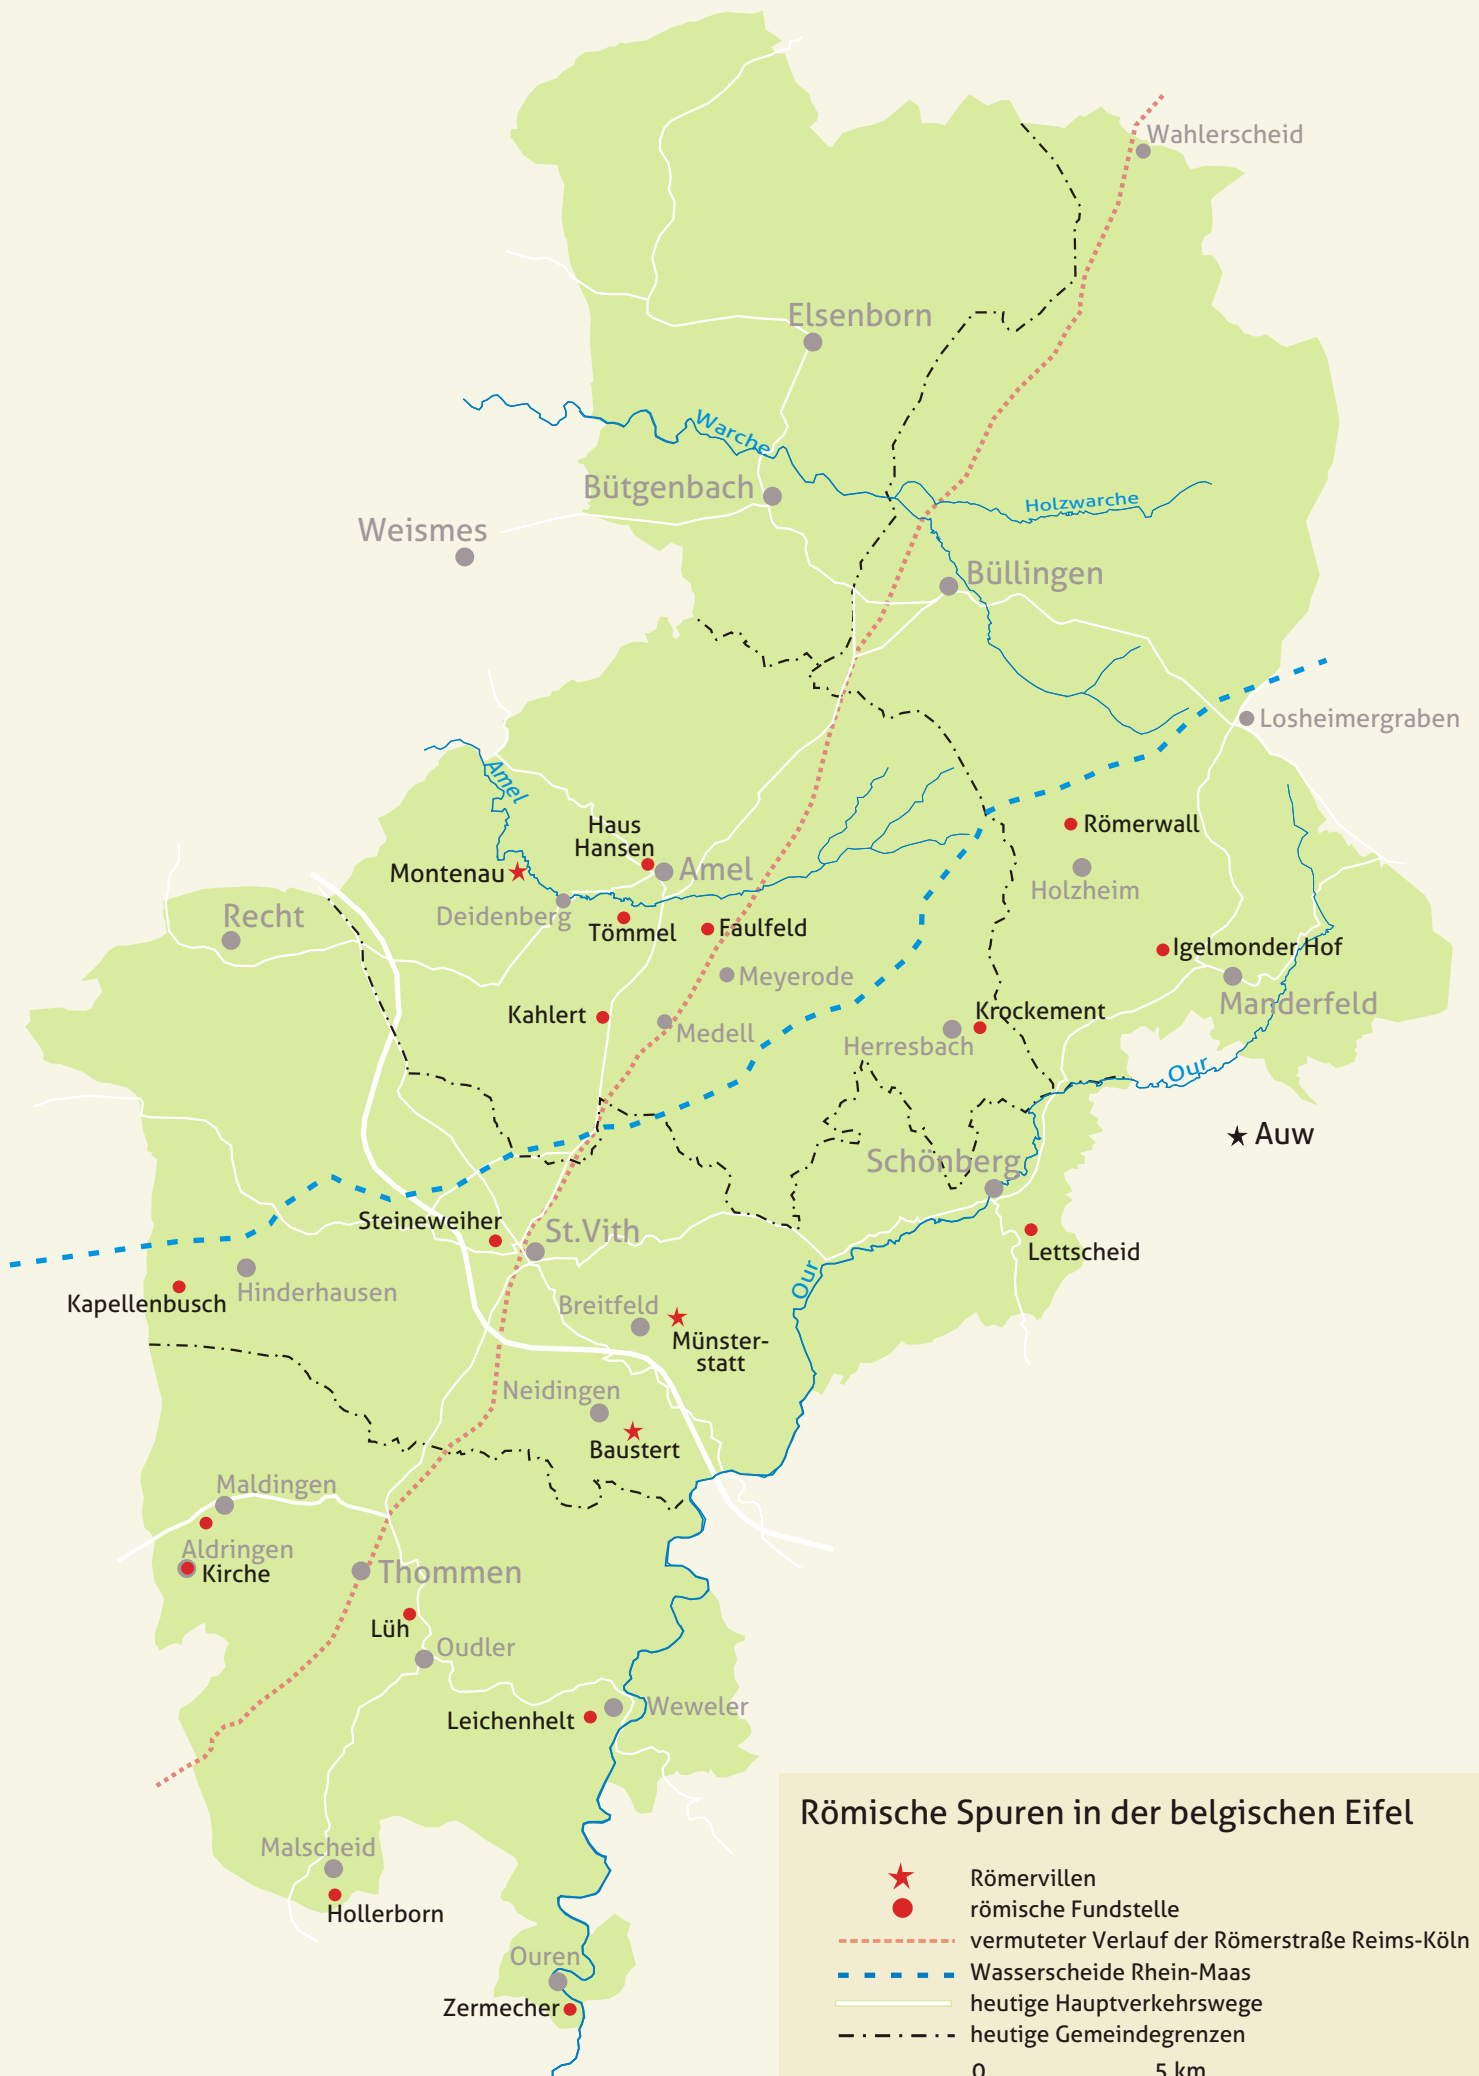 Wahlerscheid
Elsenborn
Warche
Bütgenbach
Holzwarche
Weismes
Büllingen
Losheimergraben
Amel
Haus
Hansen
Römerwall
Montenau
Amel
Holzheim
Deidenberg
Recht
Tömmel
Faulfeld
Igelmonder Hof
Meyerode
Manderfeld
Kahlert
Krockement
Medell
Herresbach
Our
Auw
Schönberg
Steineweiher
St.Vith
Lettscheid
Our
Hinderhausen
Kapellenbusch
Breitfeld
Münster-
statt
Neidingen
Baustert
Maldingen
Aldringen
Kirche
Thommen
Lüh
Oudler
Weweler
Leichenhelt
Malscheid
Hollerborn
Ouren
Zermecher
Römische Spuren in der belgischen Eifel
Römervillen
römische Fundstelle
vermuteter Verlauf der Römerstraße Reims-Köln
Wasserscheide Rhein-Maas
heutige Hauptverkehrswege
heutige Gemeindegrenzen
0 5 km